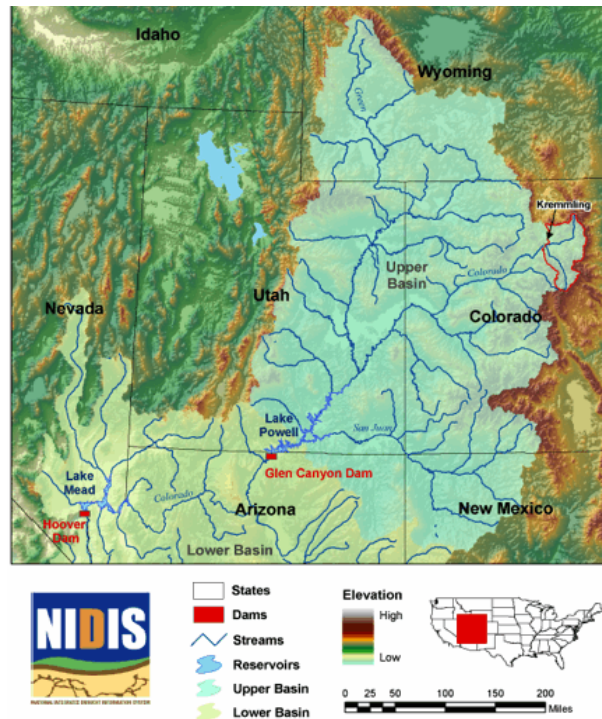 Idaho
Wyoming
Green
Kremmling
Upper
Basin
Colorado
Utah
Nevada
Colorado
Lake
Powell
San Juan
Glen Canyon Dam
Lake
Mead
Colorado
Hoover
Dam
Arizona
New Mexico
Lower Basin
NIDIS
NATIONAL INTEGRATED DROUGHT INFORMATION SYSTEM
States
Dams
Streams
Reservoirs
Upper Basin
Lower Basin
Elevation
High
Low
0 25 50 100 150 200
Miles